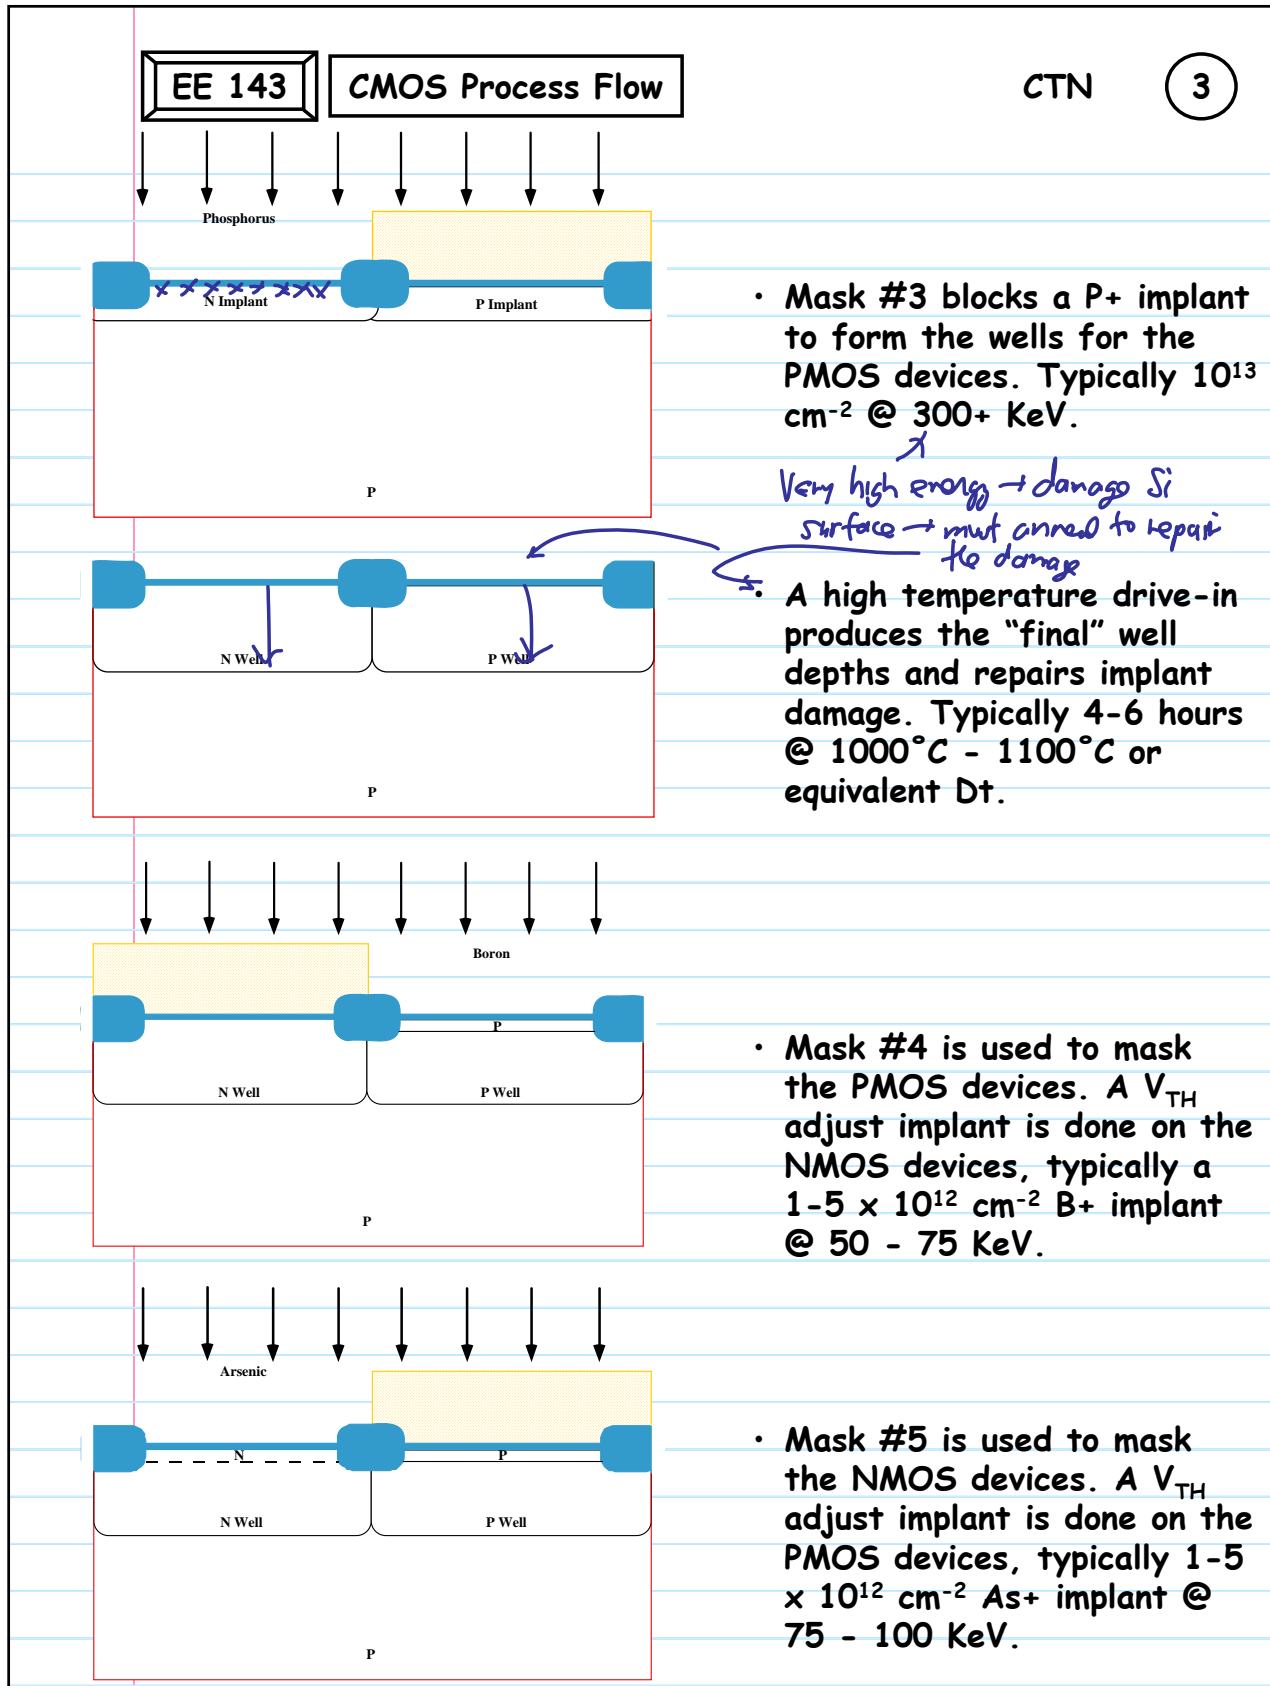 EE 143 CMOS Process Flow CTN 3
Phosphorus
N Implant P Implant
P
• Mask #3 blocks a P+ implant
to form the wells for the
PMOS devices. Typically 10¹³
cm⁻² @ 300+ KeV.
Very high energy → damage Si
surface → must anneal to repair
the damage
N Well P Well
P
• A high temperature drive-in
produces the “final” well
depths and repairs implant
damage. Typically 4-6 hours
@ 1000°C - 1100°C or
equivalent Dt.
Boron
P
N Well P Well
P
• Mask #4 is used to mask
the PMOS devices. A V_TH
adjust implant is done on the
NMOS devices, typically a
1-5 x 10¹² cm⁻² B+ implant
@ 50 - 75 KeV.
Arsenic
N P
N Well P Well
P
• Mask #5 is used to mask
the NMOS devices. A V_TH
adjust implant is done on the
PMOS devices, typically 1-5
x 10¹² cm⁻² As+ implant @
75 - 100 KeV.